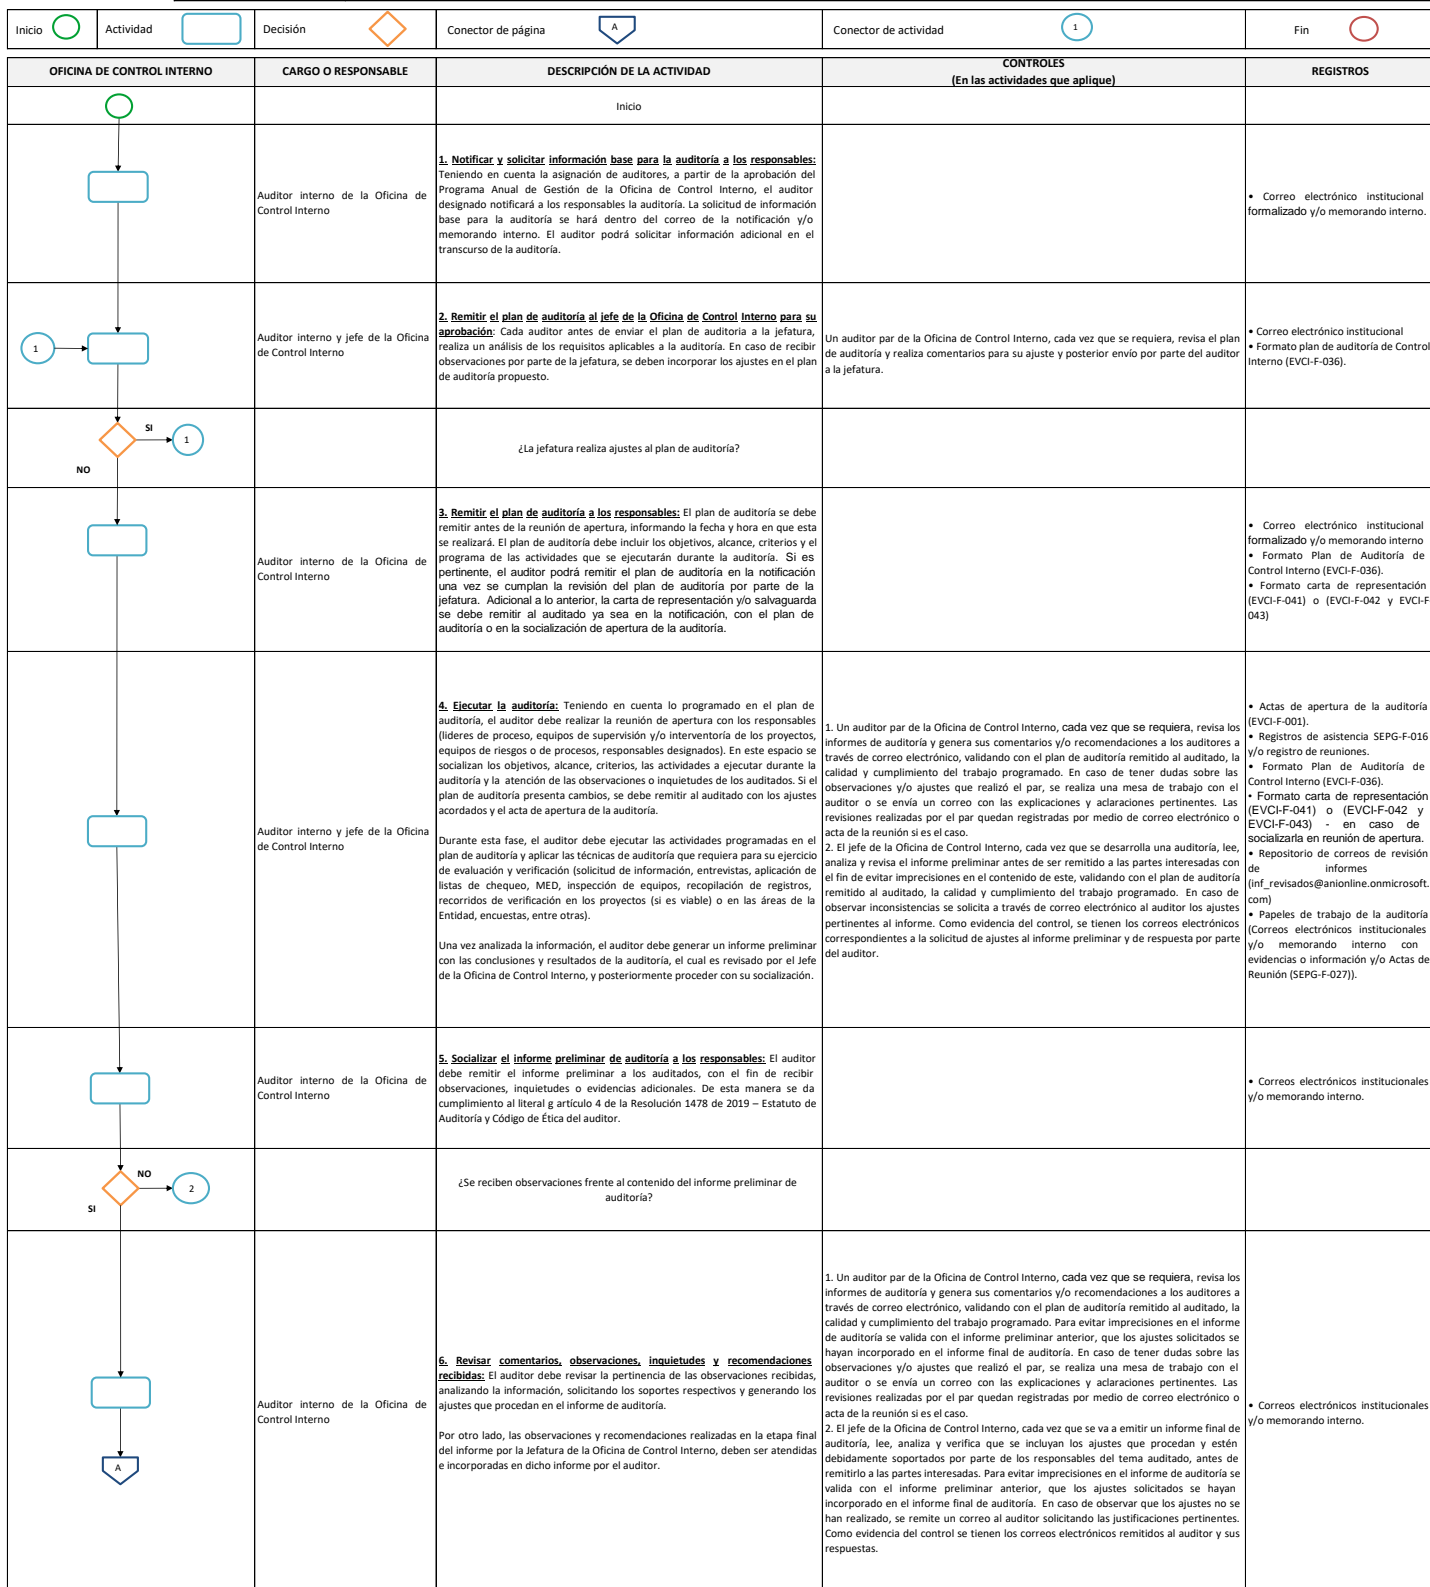 Inicio
Actividad
Decisión
Conector de página
A
Conector de actividad
1
Fin
OFICINA DE CONTROL INTERNO
CARGO O RESPONSABLE
DESCRIPCIÓN DE LA ACTIVIDAD
CONTROLES
(En las actividades que aplique)
REGISTROS
Inicio
Auditor interno de la Oficina de
Control Interno
1. Notificar y solicitar información base para la auditoría a los responsables:
Teniendo en cuenta la asignación de auditores, a partir de la aprobación del
Programa Anual de Gestión de la Oficina de Control Interno, el auditor
designado notificará a los responsables la auditoría. La solicitud de información
base para la auditoría se hará dentro del correo de la notificación y/o
memorando interno. El auditor podrá solicitar información adicional en el
transcurso de la auditoría.
• Correo electrónico institucional
formalizado y/o memorando interno.
1
Auditor interno y jefe de la Oficina
de Control Interno
2. Remitir el plan de auditoría al jefe de la Oficina de Control Interno para su
aprobación: Cada auditor antes de enviar el plan de auditoria a la jefatura,
realiza un análisis de los requisitos aplicables a la auditoría. En caso de recibir
observaciones por parte de la jefatura, se deben incorporar los ajustes en el plan
de auditoría propuesto.
Un auditor par de la Oficina de Control Interno, cada vez que se requiera, revisa el plan
de auditoría y realiza comentarios para su ajuste y posterior envío por parte del auditor
a la jefatura.
• Correo electrónico institucional
• Formato plan de auditoría de Control
Interno (EVCI-F-036).
SI
1
NO
¿La jefatura realiza ajustes al plan de auditoría?
Auditor interno de la Oficina de
Control Interno
3. Remitir el plan de auditoría a los responsables: El plan de auditoría se debe
remitir antes de la reunión de apertura, informando la fecha y hora en que esta
se realizará. El plan de auditoría debe incluir los objetivos, alcance, criterios y el
programa de las actividades que se ejecutarán durante la auditoría. Si es
pertinente, el auditor podrá remitir el plan de auditoría en la notificación
una vez se cumplan la revisión del plan de auditoría por parte de la
jefatura. Adicional a lo anterior, la carta de representación y/o salvaguarda
se debe remitir al auditado ya sea en la notificación, con el plan de
auditoría o en la socialización de apertura de la auditoría.
• Correo electrónico institucional
formalizado y/o memorando interno
• Formato Plan de Auditoría de
Control Interno (EVCI-F-036).
• Formato carta de representación
(EVCI-F-041) o (EVCI-F-042 y EVCI-F-
043)
Auditor interno y jefe de la Oficina
de Control Interno
4. Ejecutar la auditoría: Teniendo en cuenta lo programado en el plan de
auditoría, el auditor debe realizar la reunión de apertura con los responsables
(lideres de proceso, equipos de supervisión y/o interventoría de los proyectos,
equipos de riesgos o de procesos, responsables designados). En este espacio se
socializan los objetivos, alcance, criterios, las actividades a ejecutar durante la
auditoría y la atención de las observaciones o inquietudes de los auditados. Si el
plan de auditoría presenta cambios, se debe remitir al auditado con los ajustes
acordados y el acta de apertura de la auditoría.
Durante esta fase, el auditor debe ejecutar las actividades programadas en el
plan de auditoría y aplicar las técnicas de auditoría que requiera para su ejercicio
de evaluación y verificación (solicitud de información, entrevistas, aplicación de
listas de chequeo, MED, inspección de equipos, recopilación de registros,
recorridos de verificación en los proyectos (si es viable) o en las áreas de la
Entidad, encuestas, entre otras).
Una vez analizada la información, el auditor debe generar un informe preliminar
con las conclusiones y resultados de la auditoría, el cual es revisado por el Jefe
de la Oficina de Control Interno, y posteriormente proceder con su socialización.
1. Un auditor par de la Oficina de Control Interno, cada vez que se requiera, revisa los
informes de auditoría y genera sus comentarios y/o recomendaciones a los auditores a
través de correo electrónico, validando con el plan de auditoría remitido al auditado, la
calidad y cumplimiento del trabajo programado. En caso de tener dudas sobre las
observaciones y/o ajustes que realizó el par, se realiza una mesa de trabajo con el
auditor o se envía un correo con las explicaciones y aclaraciones pertinentes. Las
revisiones realizadas por el par quedan registradas por medio de correo electrónico o
acta de la reunión si es el caso.
2. El jefe de la Oficina de Control Interno, cada vez que se desarrolla una auditoría, lee,
analiza y revisa el informe preliminar antes de ser remitido a las partes interesadas con
el fin de evitar imprecisiones en el contenido de este, validando con el plan de auditoría
remitido al auditado, la calidad y cumplimiento del trabajo programado. En caso de
observar inconsistencias se solicita a través de correo electrónico al auditor los ajustes
pertinentes al informe. Como evidencia del control, se tienen los correos electrónicos
correspondientes a la solicitud de ajustes al informe preliminar y de respuesta por parte
del auditor.
• Actas de apertura de la auditoría
(EVCI-F-001).
• Registros de asistencia SEPG-F-016
y/o registro de reuniones.
• Formato Plan de Auditoría de
Control Interno (EVCI-F-036).
• Formato carta de representación
(EVCI-F-041) o (EVCI-F-042 y
EVCI-F-043) - en caso de
socializarla en reunión de apertura.
• Repositorio de correos de revisión
de informes
(inf_revisados@anionline.onmicrosoft.
com)
• Papeles de trabajo de la auditoría
(Correos electrónicos institucionales
y/o memorando interno con
evidencias o información y/o Actas de
Reunión (SEPG-F-027)).
Auditor interno de la Oficina de
Control Interno
5. Socializar el informe preliminar de auditoría a los responsables: El auditor
debe remitir el informe preliminar a los auditados, con el fin de recibir
observaciones, inquietudes o evidencias adicionales. De esta manera se da
cumplimiento al literal g artículo 4 de la Resolución 1478 de 2019 – Estatuto de
Auditoría y Código de Ética del auditor.
• Correos electrónicos institucionales
y/o memorando interno.
NO
2
SI
¿Se reciben observaciones frente al contenido del informe preliminar de
auditoría?
A
Auditor interno de la Oficina de
Control Interno
6. Revisar comentarios, observaciones, inquietudes y recomendaciones
recibidas: El auditor debe revisar la pertinencia de las observaciones recibidas,
analizando la información, solicitando los soportes respectivos y generando los
ajustes que procedan en el informe de auditoría.
Por otro lado, las observaciones y recomendaciones realizadas en la etapa final
del informe por la Jefatura de la Oficina de Control Interno, deben ser atendidas
e incorporadas en dicho informe por el auditor.
1. Un auditor par de la Oficina de Control Interno, cada vez que se requiera, revisa los
informes de auditoría y genera sus comentarios y/o recomendaciones a los auditores a
través de correo electrónico, validando con el plan de auditoría remitido al auditado, la
calidad y cumplimiento del trabajo programado. Para evitar imprecisiones en el informe
de auditoría se valida con el informe preliminar anterior, que los ajustes solicitados se
hayan incorporado en el informe final de auditoría. En caso de tener dudas sobre las
observaciones y/o ajustes que realizó el par, se realiza una mesa de trabajo con el
auditor o se envía un correo con las explicaciones y aclaraciones pertinentes. Las
revisiones realizadas por el par quedan registradas por medio de correo electrónico o
acta de la reunión si es el caso.
2. El jefe de la Oficina de Control Interno, cada vez que se va a emitir un informe final de
auditoría, lee, analiza y verifica que se incluyan los ajustes que procedan y estén
debidamente soportados por parte de los responsables del tema auditado, antes de
remitirlo a las partes interesadas. Para evitar imprecisiones en el informe de auditoría se
valida con el informe preliminar anterior, que los ajustes solicitados se hayan
incorporado en el informe final de auditoría. En caso de observar que los ajustes no se
han realizado, se remite un correo al auditor solicitando las justificaciones pertinentes.
Como evidencia del control se tienen los correos electrónicos remitidos al auditor y sus
respuestas.
• Correos electrónicos institucionales
y/o memorando interno.